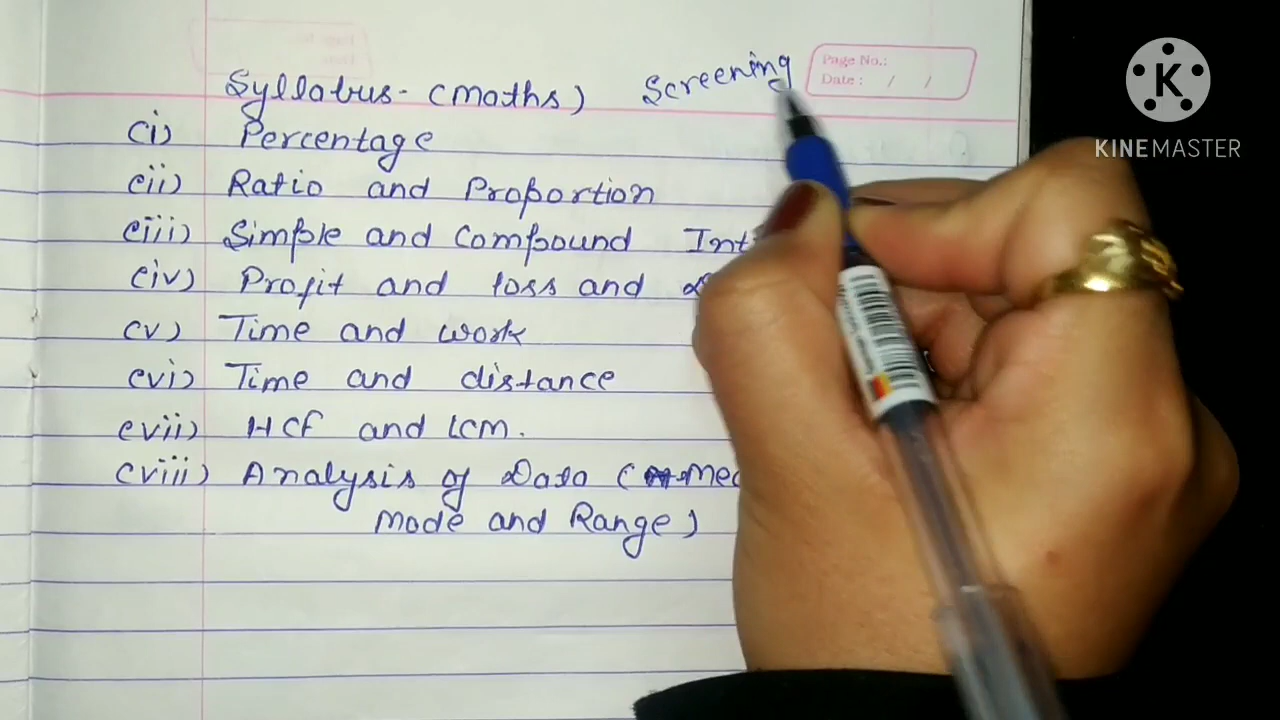 Syllabus - (Maths) Screening
Page No.:
Date : / /
(i) Percentage
(ii) Ratio and Proportion
(iii) Simple and Compound
(iv) Profit and loss and
(v) Time and work
(vi) Time and distance
(vii) HCF and LCM.
(viii) Analysis of Data (
Mode and Range)
K
KINEMASTER